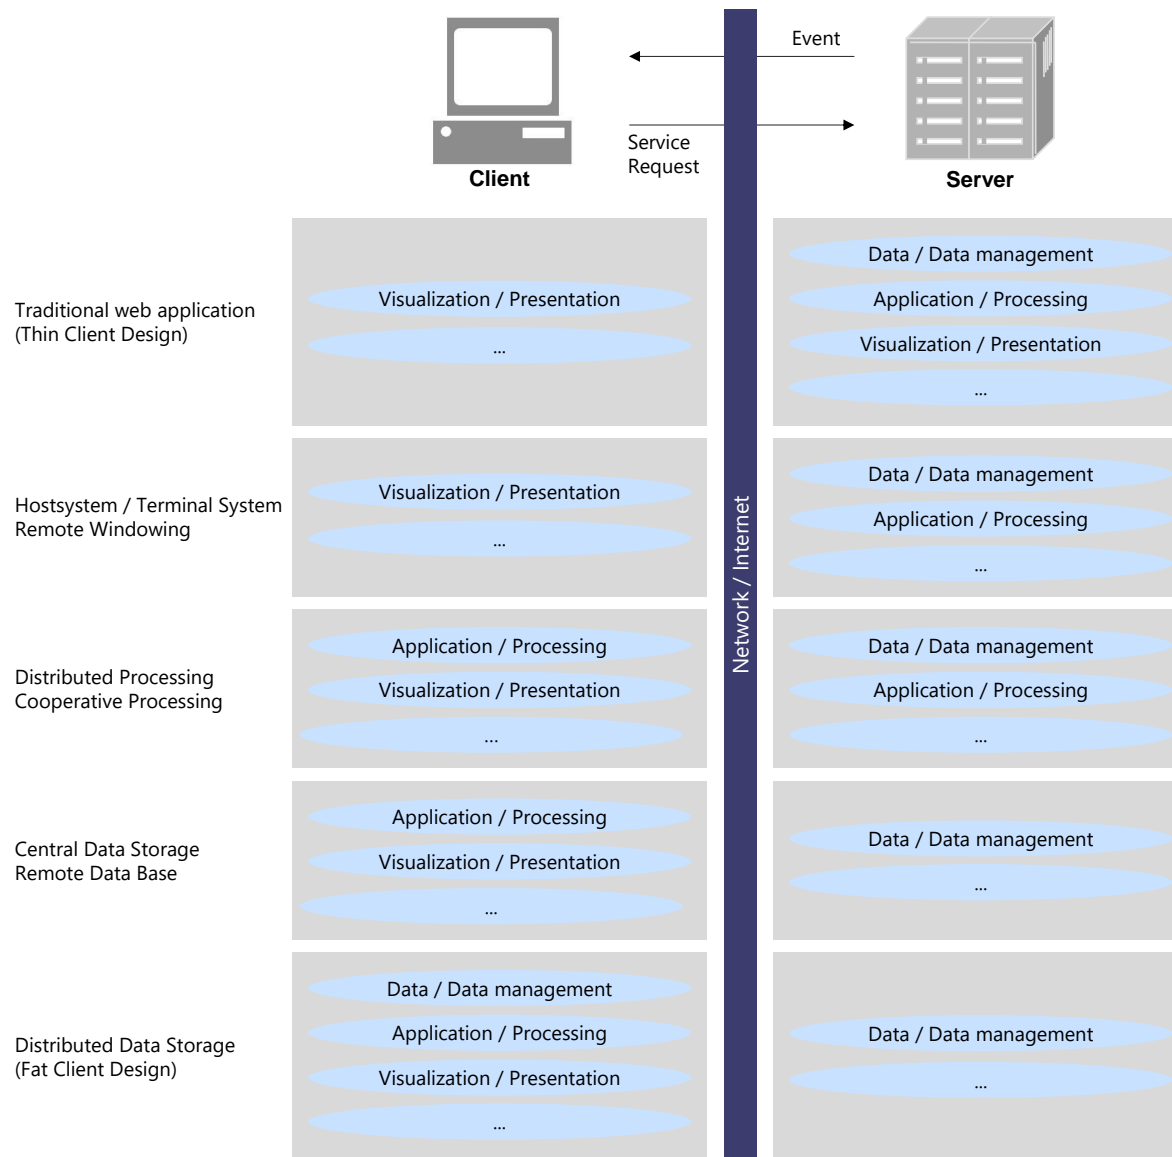 Event
Service
Request
Client
Server
Network / Internet
Traditional web application
(Thin Client Design)
Visualization / Presentation
...
Data / Data management
Application / Processing
Visualization / Presentation
...
Hostsystem / Terminal System
Remote Windowing
Visualization / Presentation
...
Data / Data management
Application / Processing
...
Distributed Processing
Cooperative Processing
Application / Processing
Visualization / Presentation
...
Data / Data management
Application / Processing
...
Central Data Storage
Remote Data Base
Application / Processing
Visualization / Presentation
...
Data / Data management
...
Distributed Data Storage
(Fat Client Design)
Data / Data management
Application / Processing
Visualization / Presentation
...
Data / Data management
...